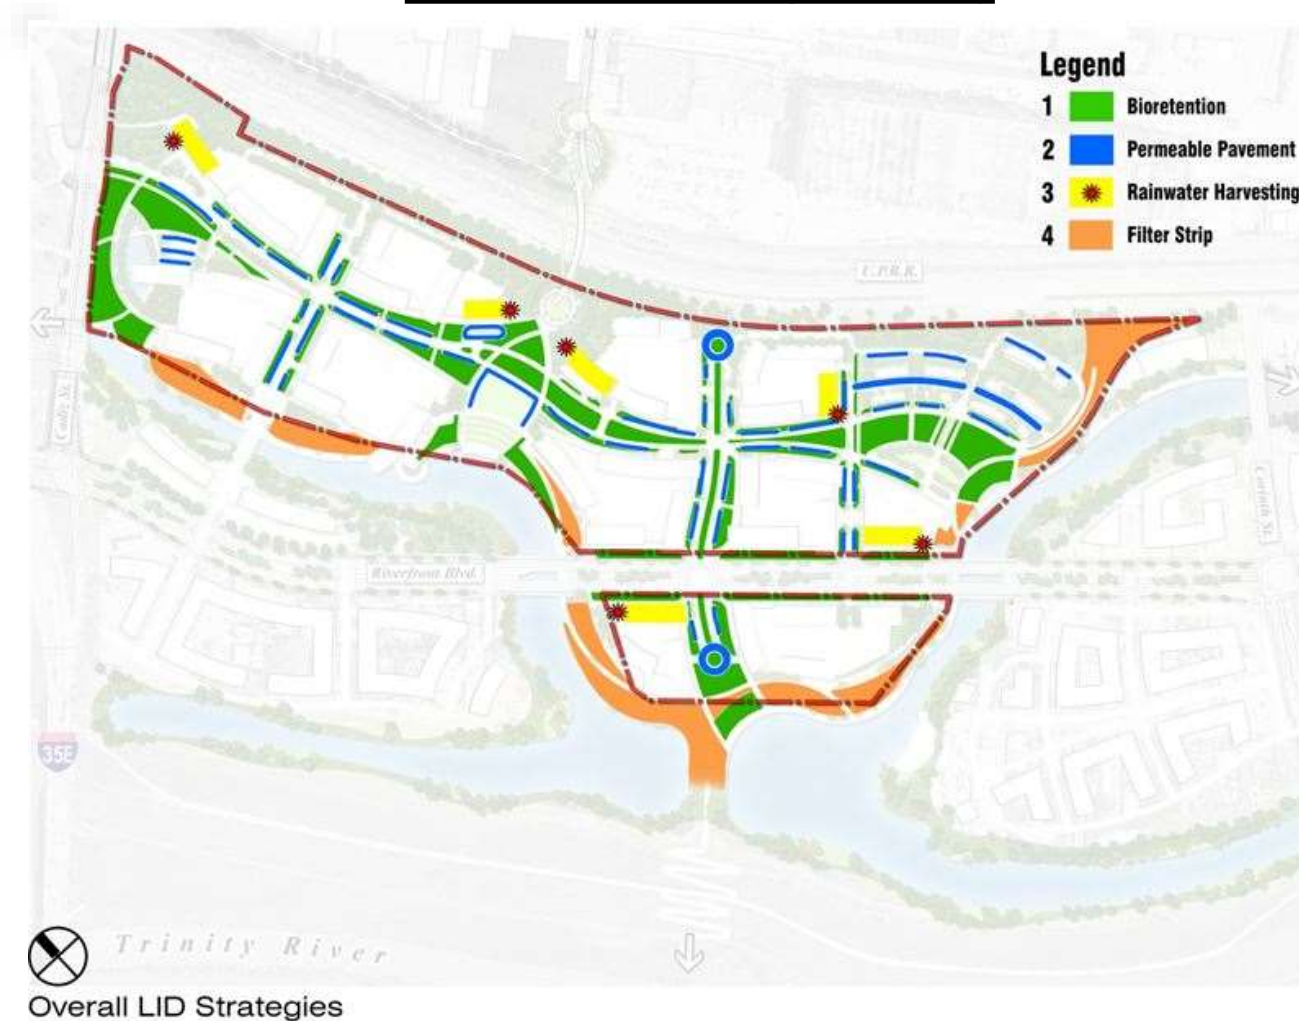 Legend
1 Bioretention
2 Permeable Pavement
3 Rainwater Harvesting
4 Filter Strip
U.P.R.R.
Riverfront Blvd.
35E
Trinity River
Overall LID Strategies